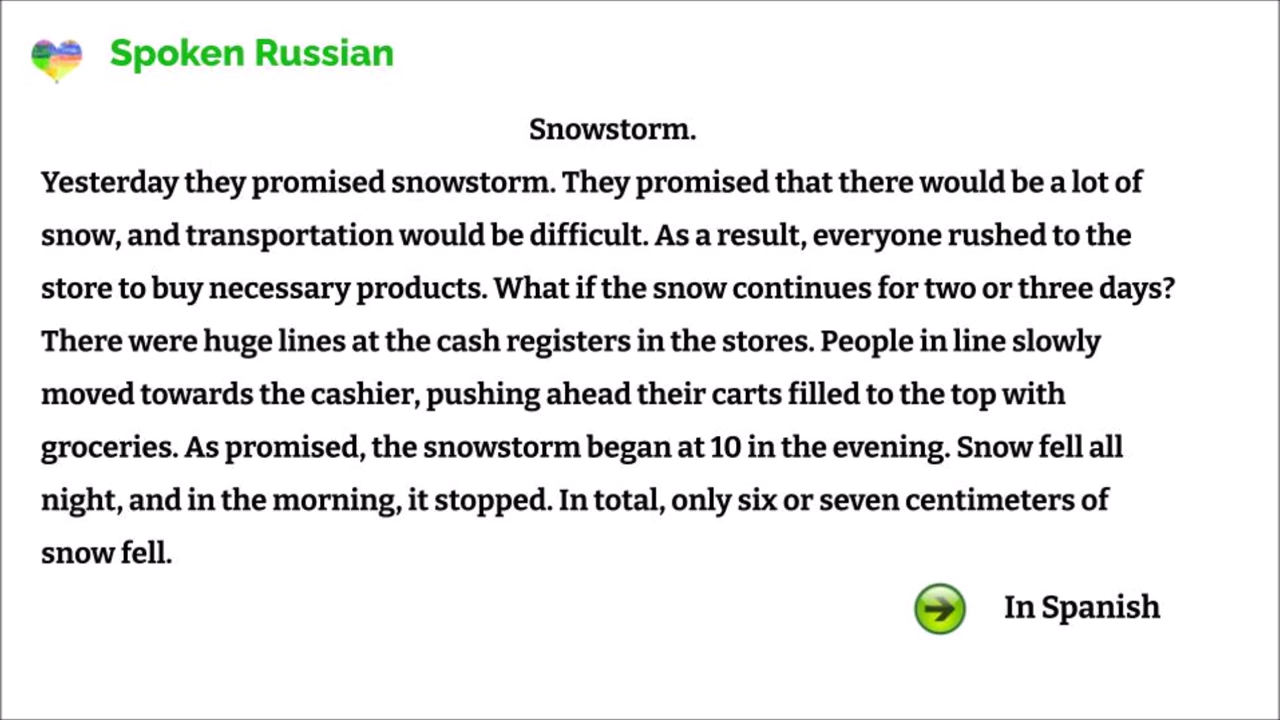 Spoken Russian
Snowstorm.
Yesterday they promised snowstorm. They promised that there would be a lot of
snow, and transportation would be difficult. As a result, everyone rushed to the
store to buy necessary products. What if the snow continues for two or three days?
There were huge lines at the cash registers in the stores. People in line slowly
moved towards the cashier, pushing ahead their carts filled to the top with
groceries. As promised, the snowstorm began at 10 in the evening. Snow fell all
night, and in the morning, it stopped. In total, only six or seven centimeters of
snow fell.
In Spanish